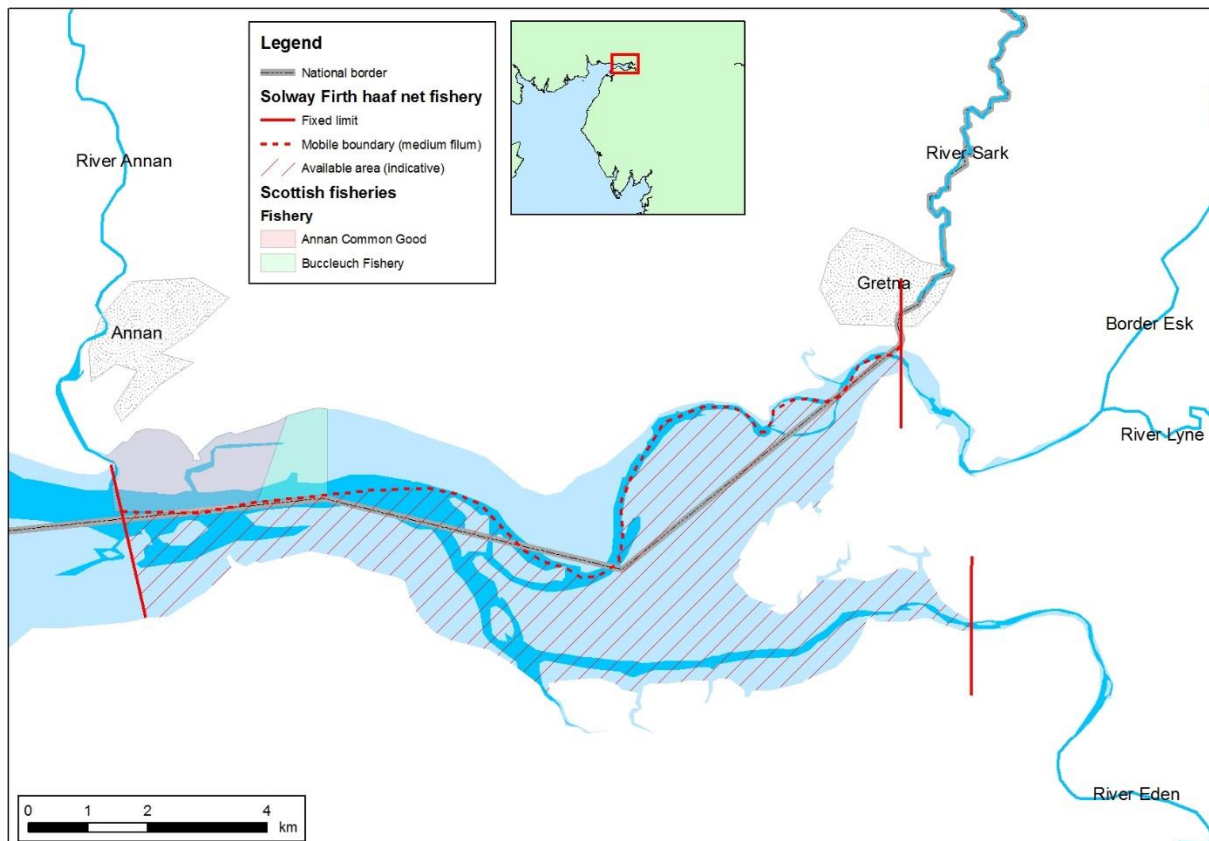 Legend
National border
Solway Firth haaf net fishery
Fixed limit
Mobile boundary (medium filum)
Available area (indicative)
Scottish fisheries
Fishery
Annan Common Good
Buccleuch Fishery
River Annan
River Sark
Gretna
Annan
Border Esk
River Lyne
River Eden
0 1 2 4
km